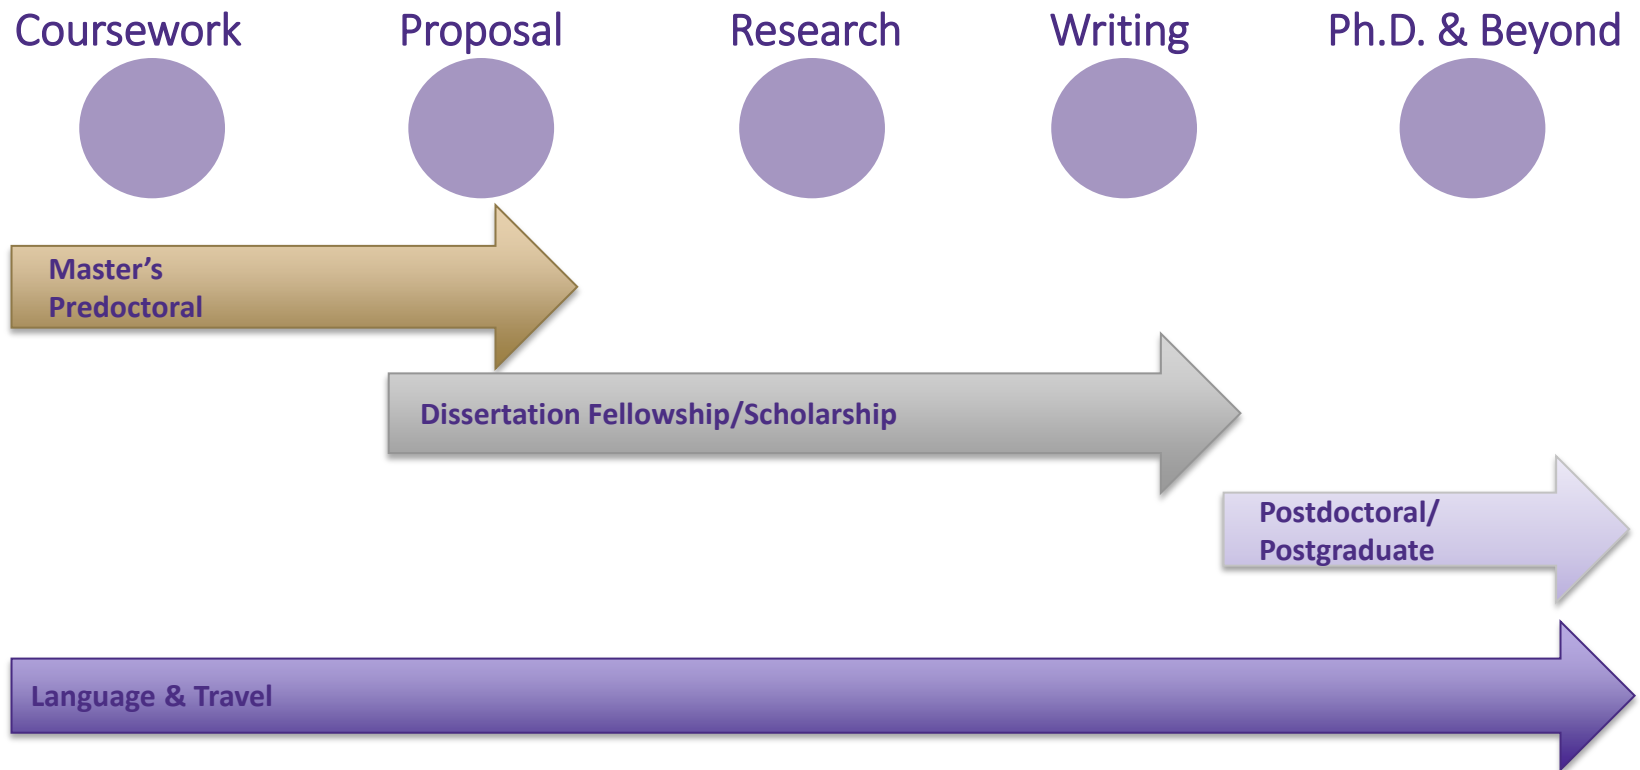 Coursework
Proposal
Research
Writing
Ph.D. & Beyond
Master’s
Predoctoral
Dissertation Fellowship/Scholarship
Postdoctoral/
Postgraduate
Language & Travel